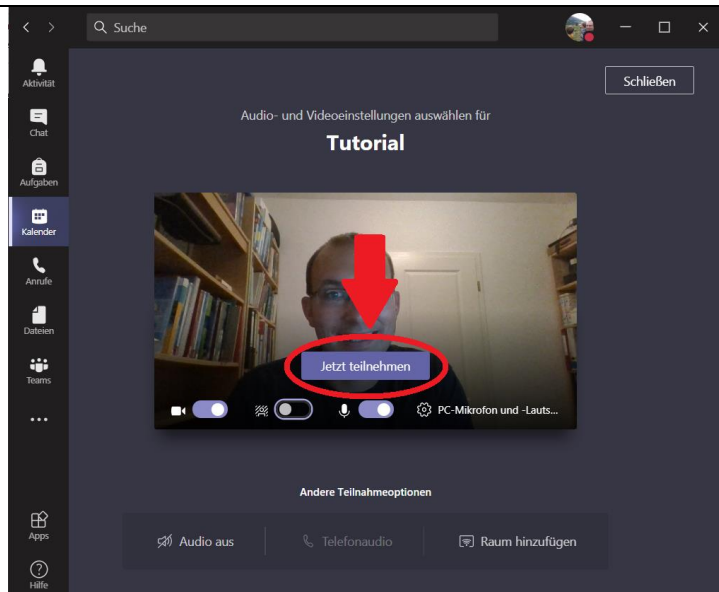 Suche
Aktivität
Chat
Aufgaben
Kalender
Anrufe
Dateien
Teams
Apps
Hilfe
Schließen
Audio- und Videoeinstellungen auswählen für
Tutorial
Jetzt teilnehmen
PC-Mikrofon und -Lauts...
Andere Teilnahmeoptionen
Audio aus
Telefonaudio
Raum hinzufügen